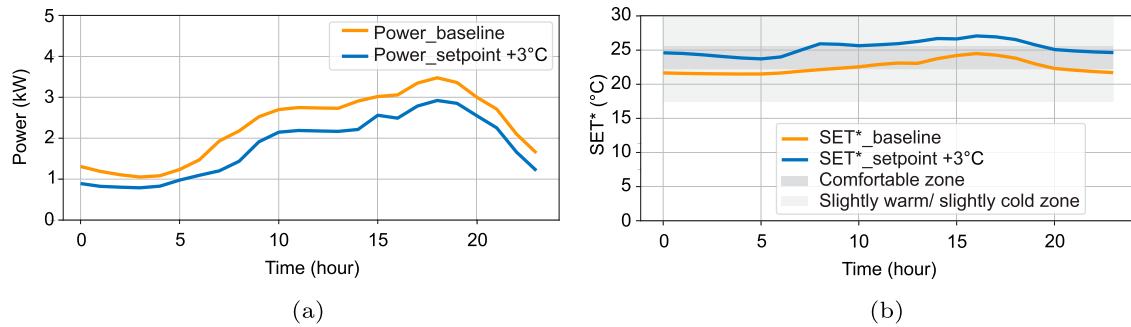 5
4
3
2
1
0
Power (kW)
Power_baseline
Power_setpoint +3°C
0 5 10 15 20
Time (hour)
(a)
30
25
20
15
10
5
0
SET* (°C)
SET*_baseline
SET*_setpoint +3°C
Comfortable zone
Slightly warm/ slightly cold zone
0 5 10 15 20
Time (hour)
(b)